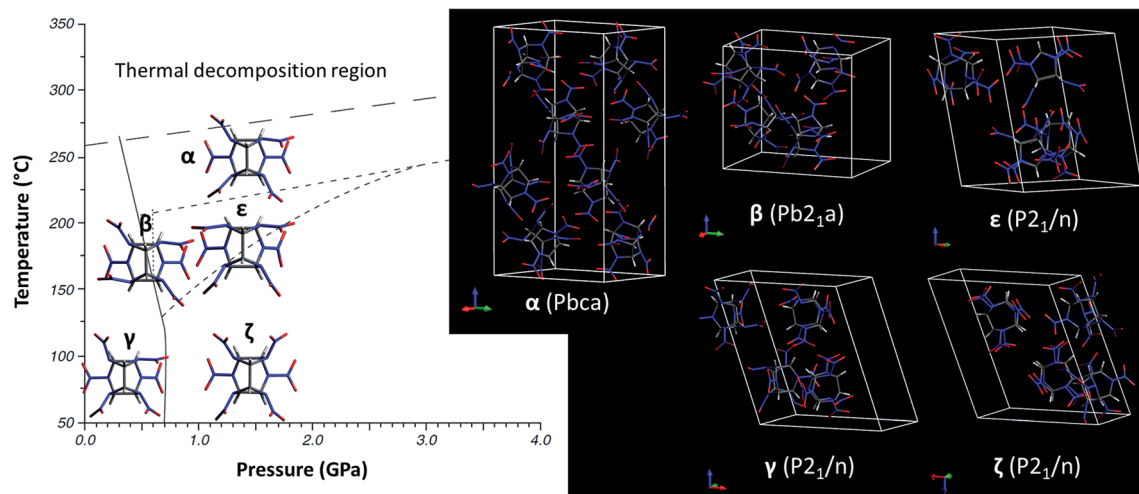 350
300
250
200
150
100
50
Temperature (°C)
Thermal decomposition region
α
β
ε
γ
ζ
0.0
1.0
2.0
3.0
4.0
Pressure (GPa)
α (Pbca)
β (Pb2₁a)
ε (P2₁/n)
γ (P2₁/n)
ζ (P2₁/n)